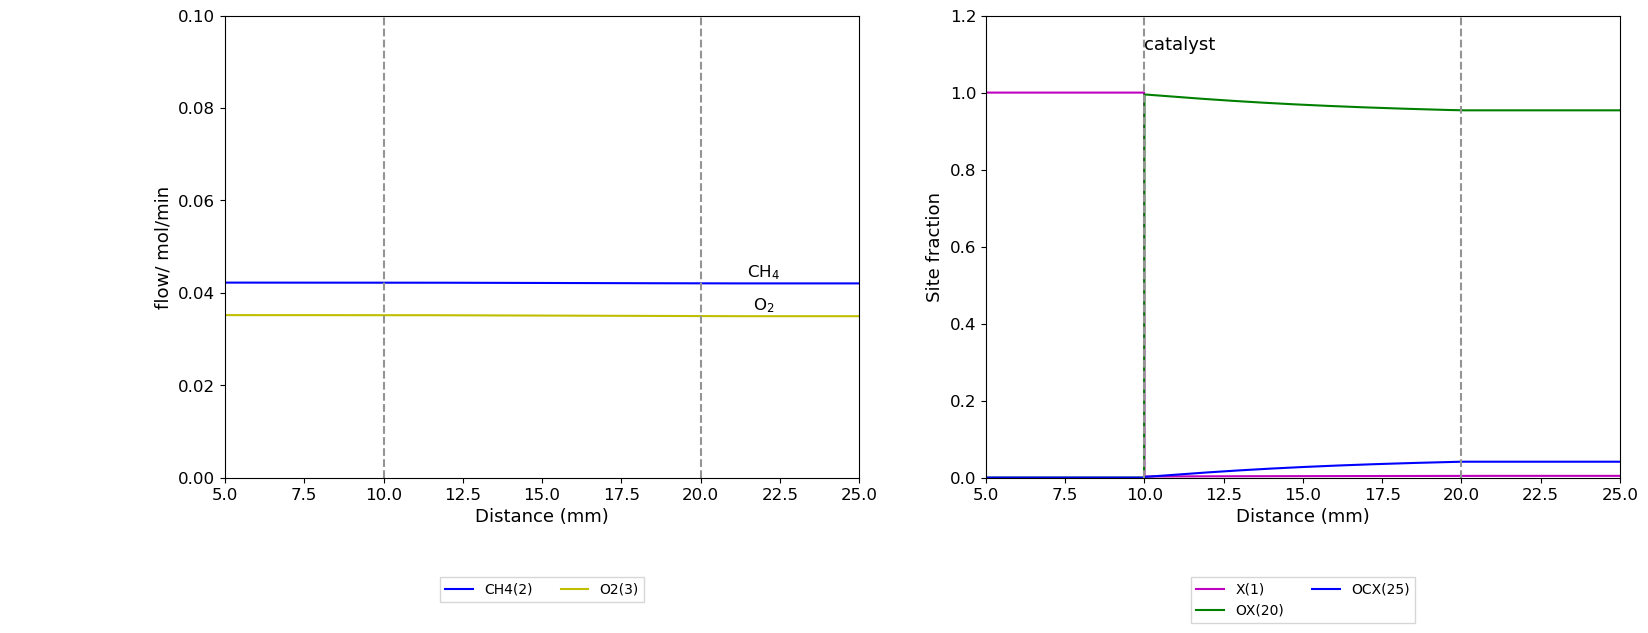 0.10
0.08
0.06
0.04
0.02
0.00
flow/ mol/min
CH4
O2
5.0 7.5 10.0 12.5 15.0 17.5 20.0 22.5 25.0
Distance (mm)
CH4(2) O2(3)
1.2
1.0
0.8
0.6
0.4
0.2
0.0
Site fraction
catalyst
5.0 7.5 10.0 12.5 15.0 17.5 20.0 22.5 25.0
Distance (mm)
X(1) OCX(25)
OX(20)